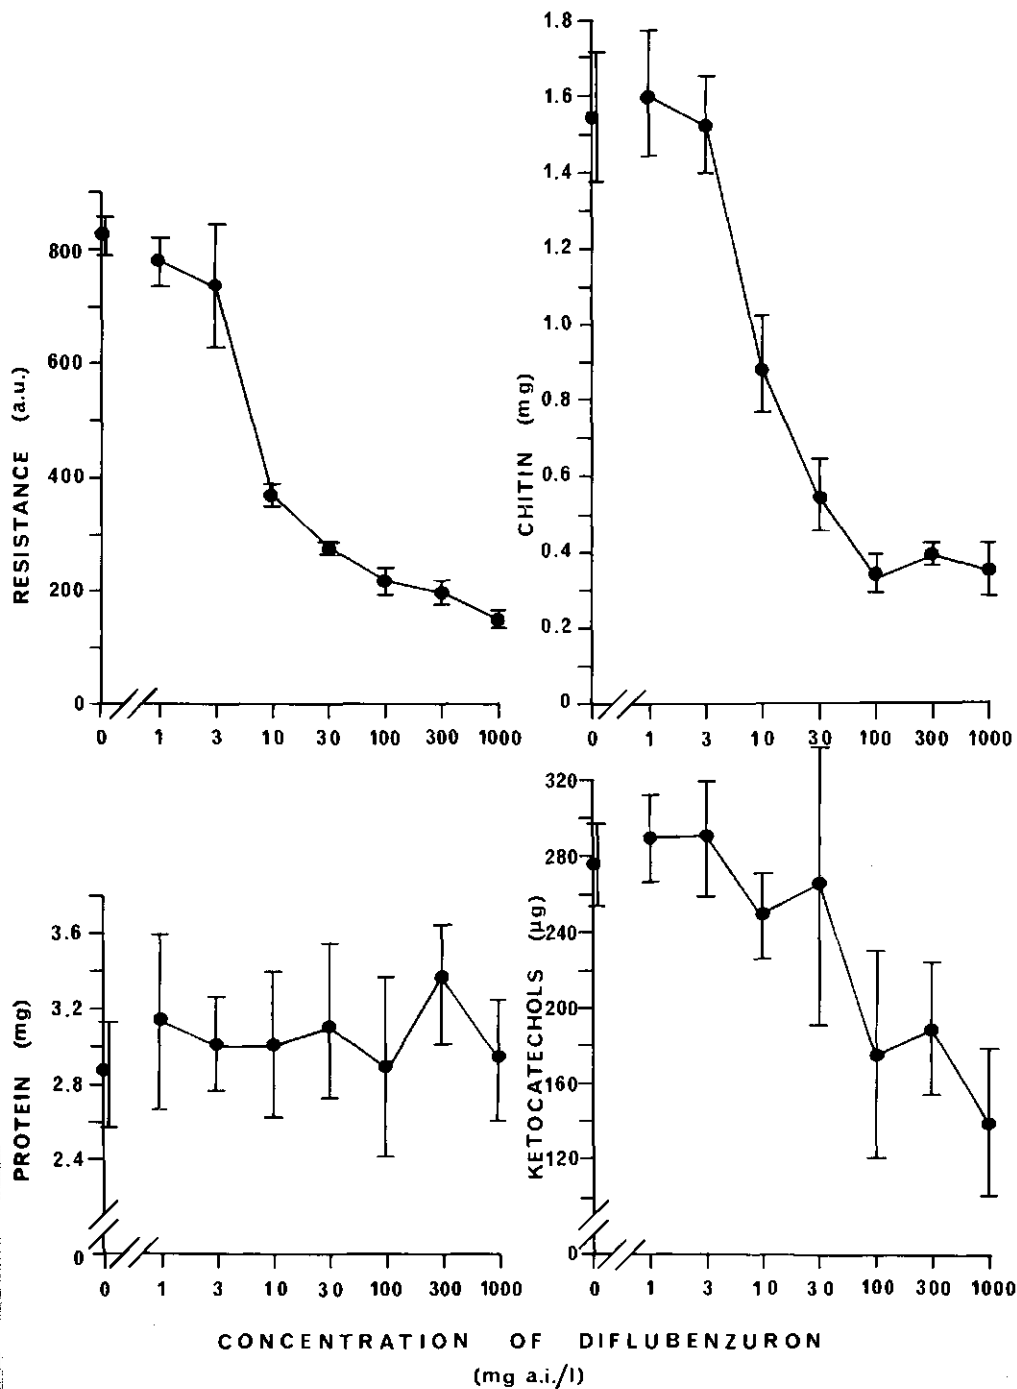 RESISTANCE (a.u.)
800
600
400
200
0
0 1 3 10 30 100 300 1000
CHITIN (mg)
1.8
1.6
1.4
1.2
1.0
0.8
0.6
0.4
0.2
0
0 1 3 10 30 100 300 1000
PROTEIN (mg)
3.6
3.2
2.8
2.4
0
0 1 3 10 30 100 300 1000
KETOCATECHOLS (µg)
320
280
240
200
160
120
0
0 1 3 10 30 100 300 1000
CONCENTRATION OF DIFLUBENZURON
(mg a.i./l)